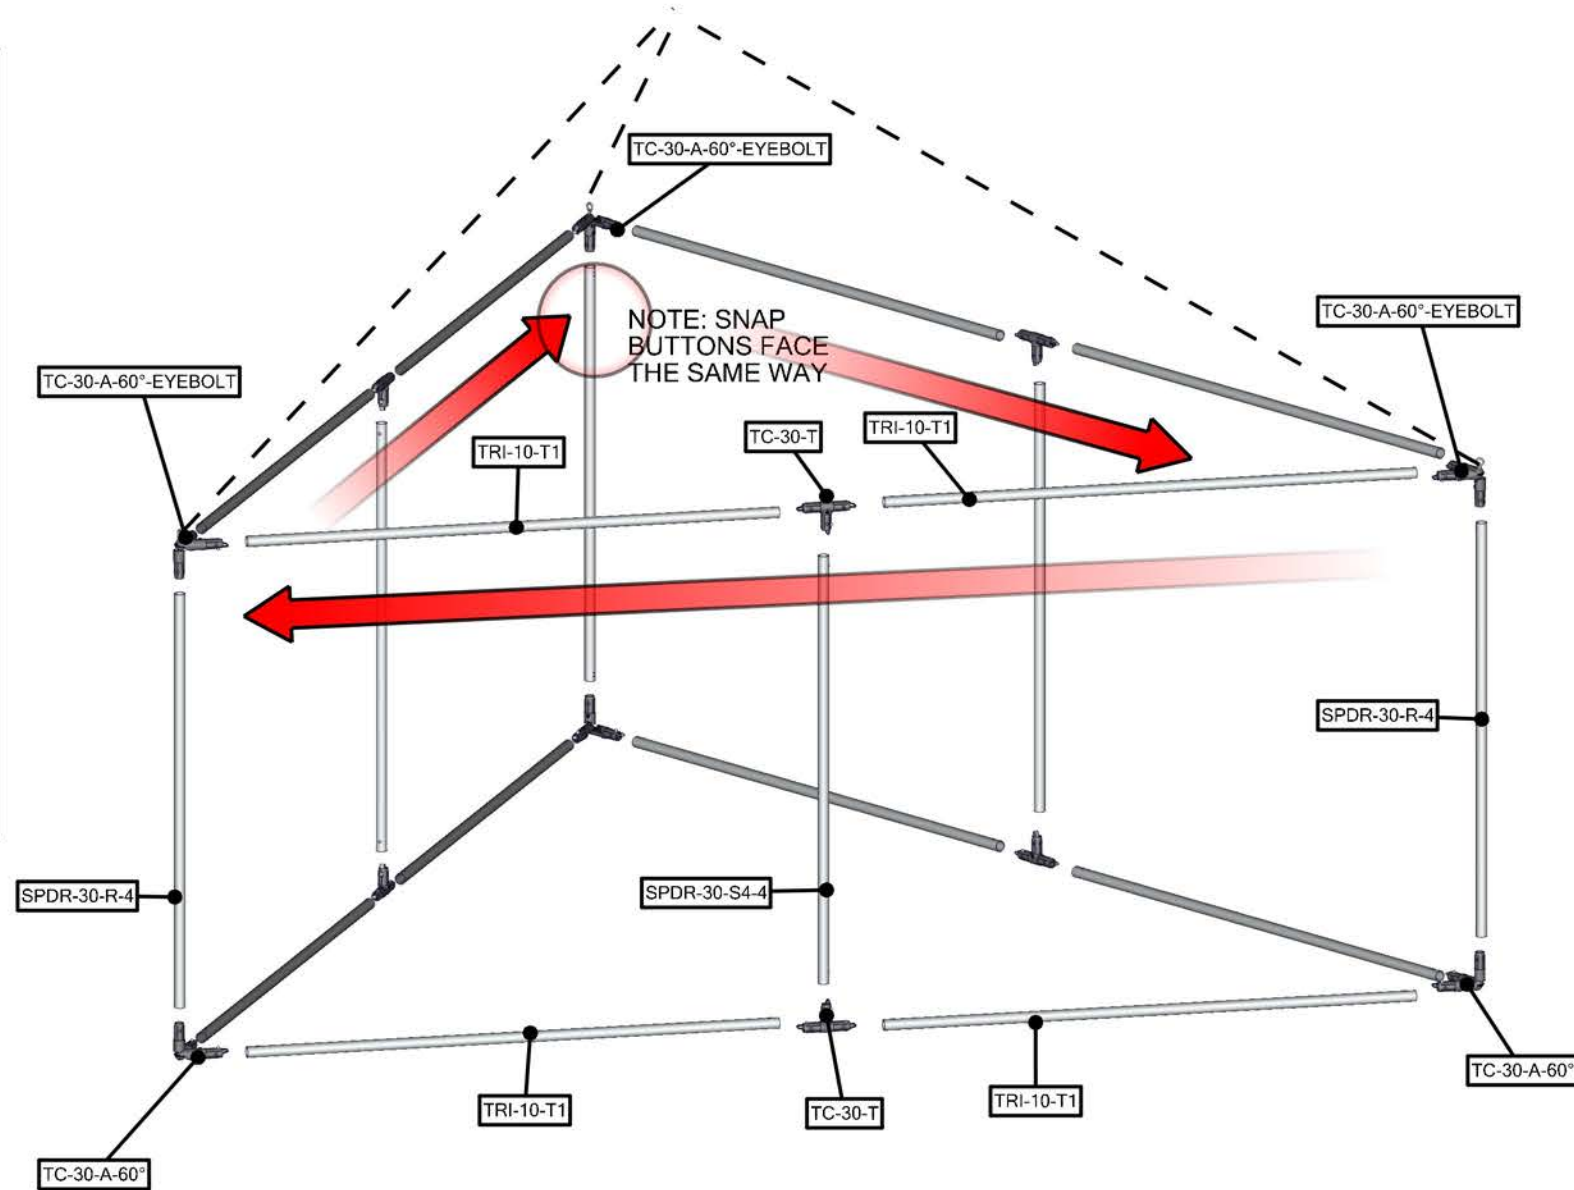 TC-30-A-60°-EYEBOLT
TC-30-A-60°-EYEBOLT
NOTE: SNAP
BUTTONS FACE
THE SAME WAY
TC-30-A-60°-EYEBOLT
TRI-10-T1
TC-30-T
TRI-10-T1
SPDR-30-R-4
SPDR-30-R-4
SPDR-30-S4-4
TC-30-A-60°
TRI-10-T1
TC-30-T
TRI-10-T1
TC-30-A-60°